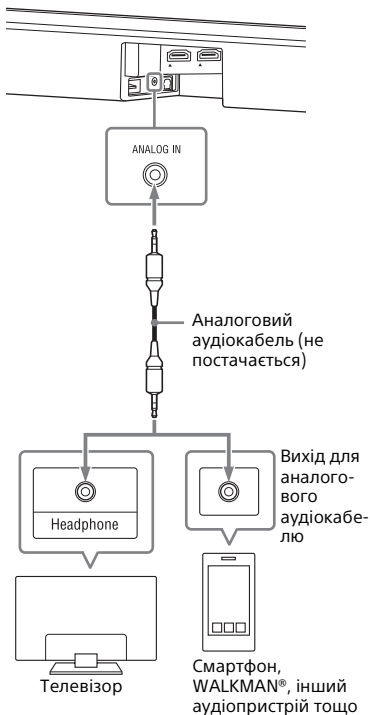 ANALOG IN
Аналоговий
аудіокабель (не
постачається)
Вихід для
аналого-
вого
аудіокабе-
лю
Headphone
Телевізор
Смартфон,
WALKMAN®, інший
аудіопристрій тощо